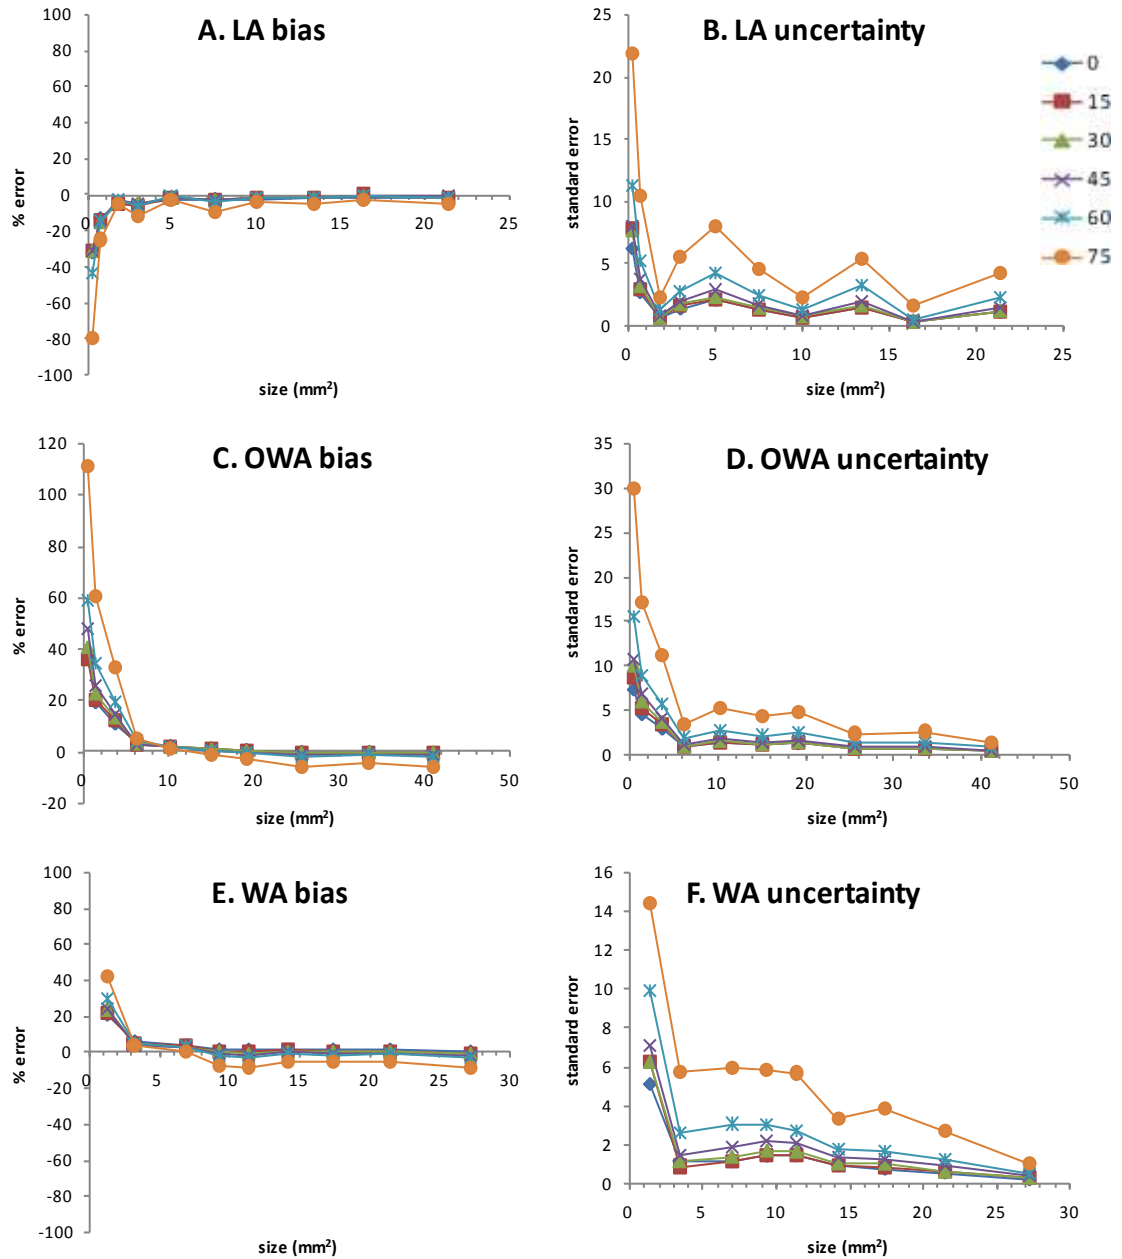 A. LA bias
100
80
60
40
20
0
-20
-40
-60
-80
-100
% error
0 5 10 15 20 25
size (mm²)
B. LA uncertainty
25
20
15
10
5
0
standard error
0 5 10 15 20 25
size (mm²)
0
15
30
45
60
75
C. OWA bias
120
100
80
60
40
20
0
-20
% error
0 10 20 30 40 50
size (mm²)
D. OWA uncertainty
35
30
25
20
15
10
5
0
standard error
0 10 20 30 40 50
size (mm²)
E. WA bias
100
80
60
40
20
0
-20
-40
-60
-80
-100
% error
0 5 10 15 20 25 30
size (mm²)
F. WA uncertainty
16
14
12
10
8
6
4
2
0
standard error
0 5 10 15 20 25 30
size (mm²)